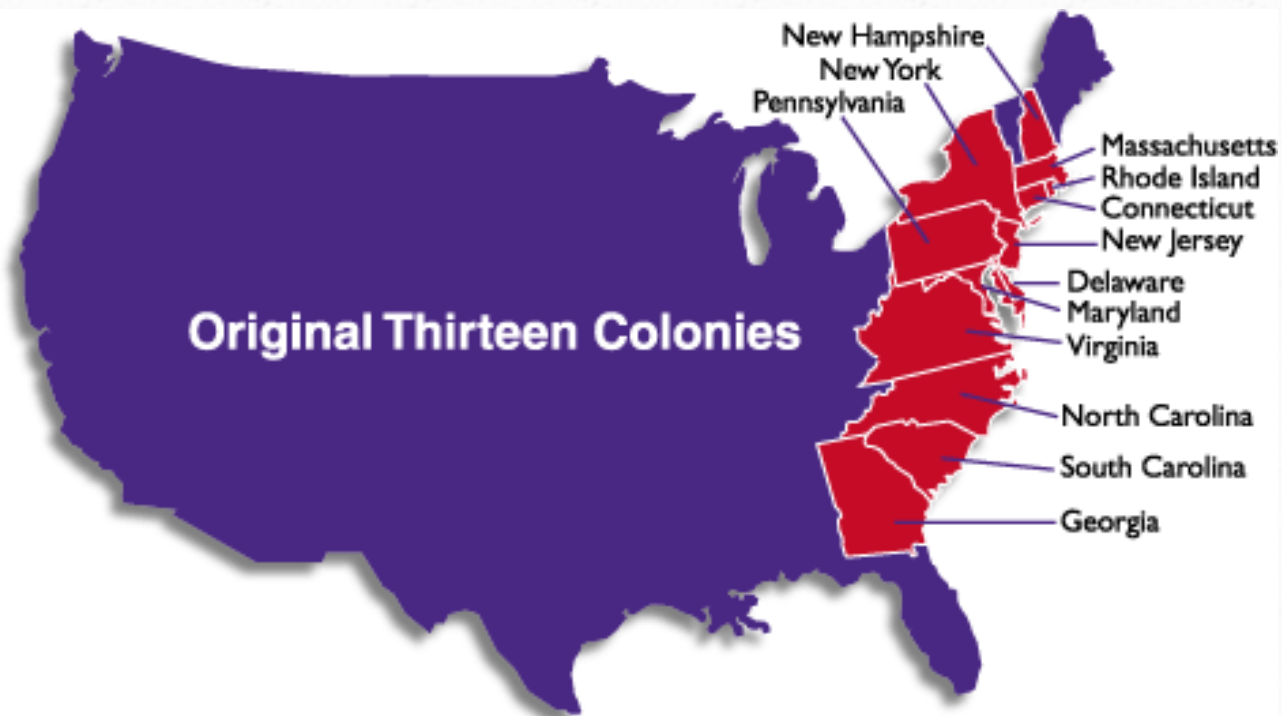 New Hampshire
New York
Pennsylvania
Massachusetts
Rhode Island
Connecticut
New Jersey
Delaware
Maryland
Original Thirteen Colonies
Virginia
North Carolina
South Carolina
Georgia